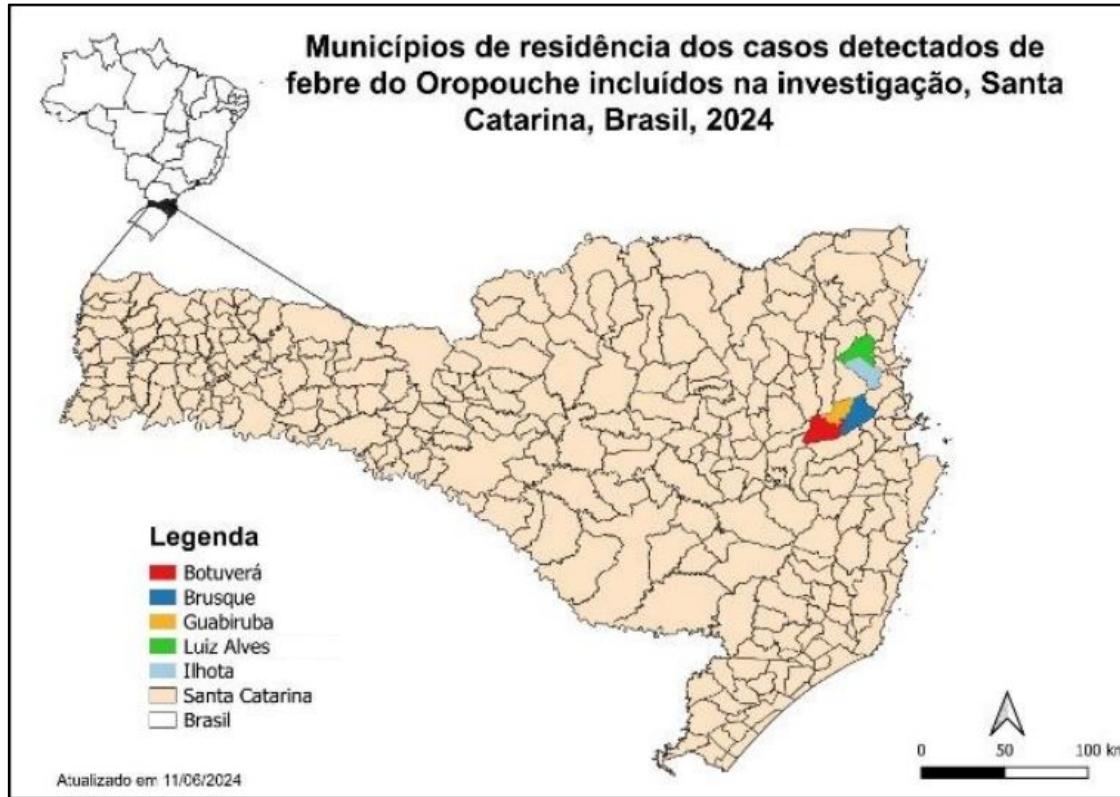 Municípios de residência dos casos detectados de
febre do Oropouche incluídos na investigação, Santa
Catarina, Brasil, 2024
Legenda
Botuverá
Brusque
Guabiruba
Luiz Alves
Ilhota
Santa Catarina
Brasil
Atualizado em 11/06/2024
0 50 100 km